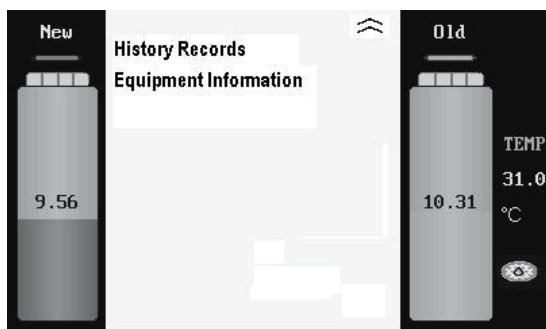 New
History Records
Equipment Information
9.56
Old
10.31
TEMP
31.0
°C